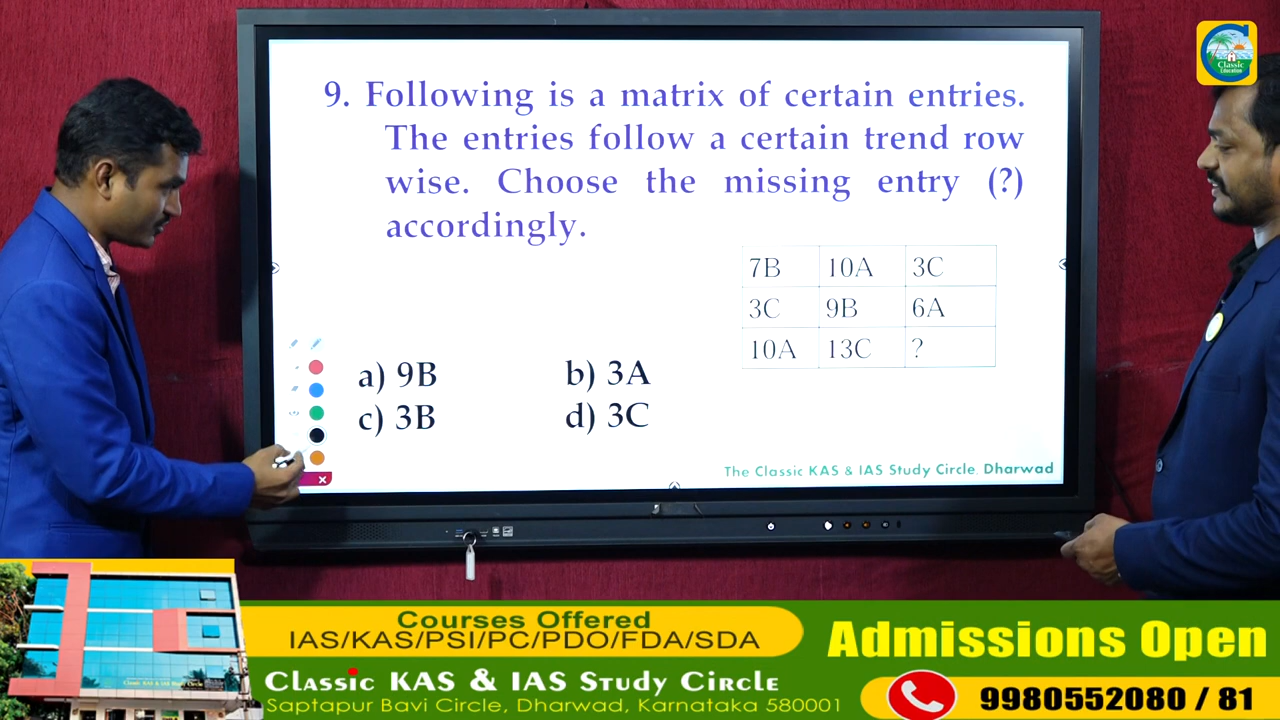 Classic
Education
9. Following is a matrix of certain entries.
The entries follow a certain trend row
wise. Choose the missing entry (?)
accordingly.
7B 10A 3C
3C 9B 6A
10A 13C ?
a) 9B b) 3A
c) 3B d) 3C
The Classic KAS & IAS Study Circle, Dharwad
Courses Offered
IAS/KAS/PSI/PC/PDO/FDA/SDA
Classic KAS & IAS Study Circle
Saptapur Bavi Circle, Dharwad, Karnataka 580001
Admissions Open
9980552080 / 81